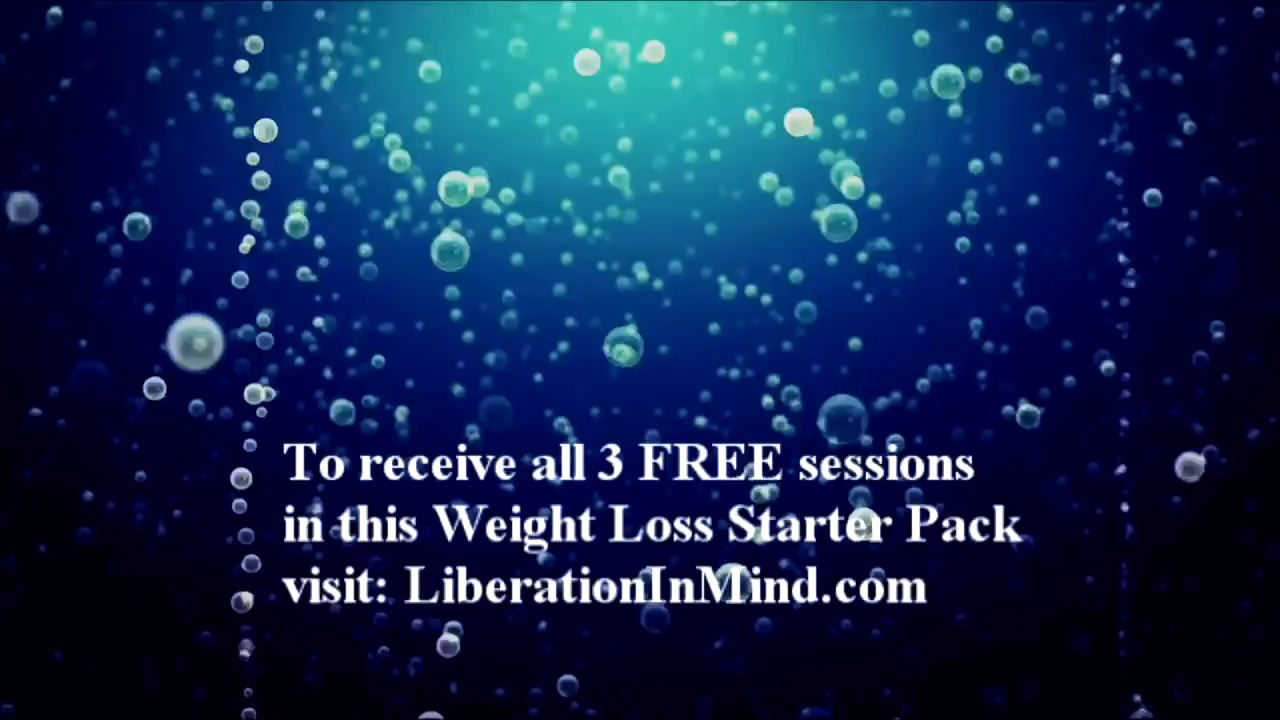 To receive all 3 FREE sessions
in this Weight Loss Starter Pack
visit: LiberationInMind.com